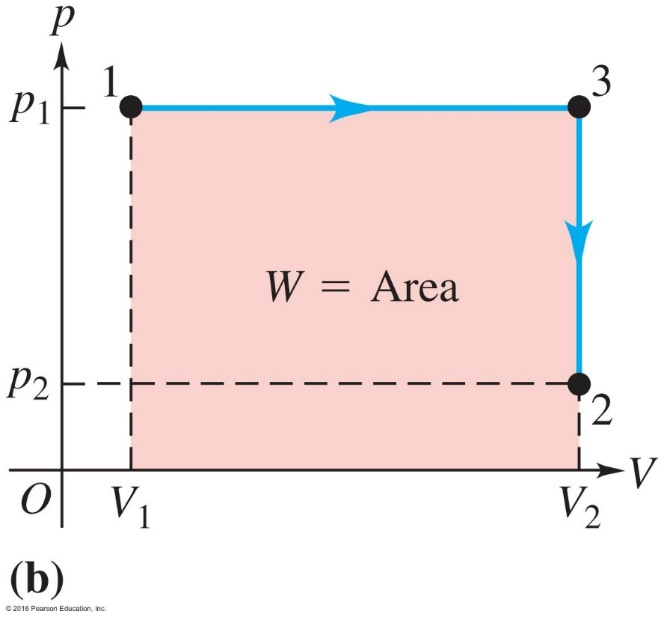 p
1
3
p₁
W = Area
p₂
2
V
O
V₁
V₂
(b)
© 2016 Pearson Education, Inc.